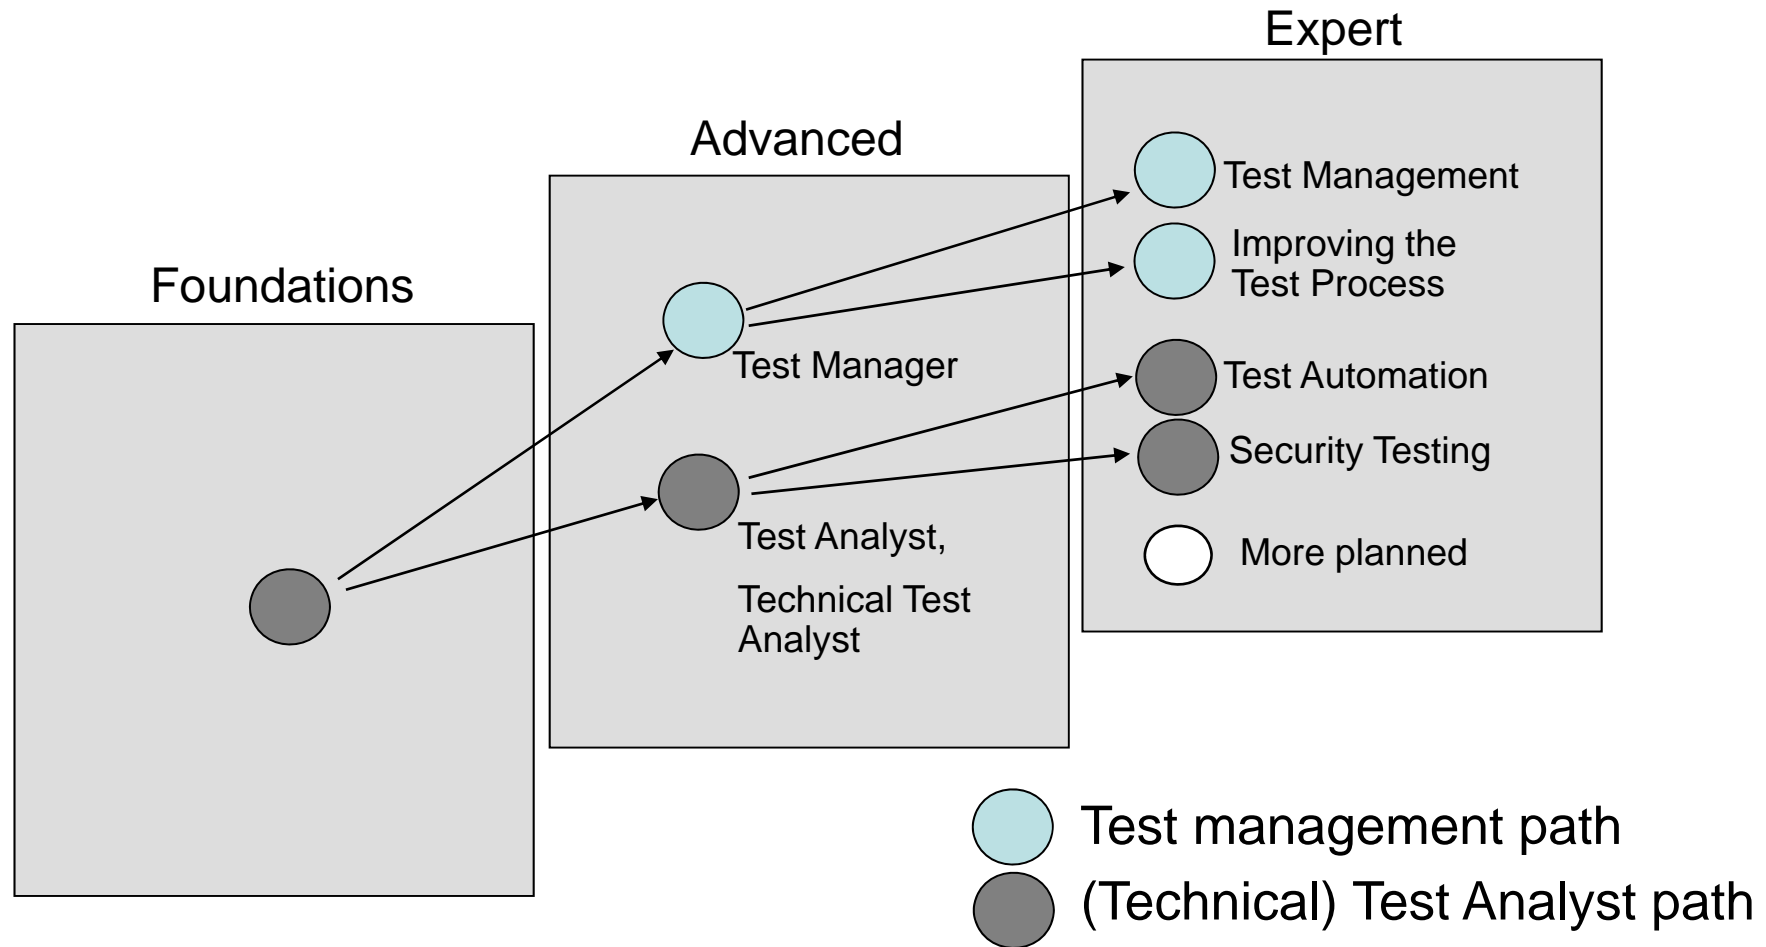 Foundations
Advanced
Test Manager
Test Analyst,
Technical Test
Analyst
Expert
Test Management
Improving the
Test Process
Test Automation
Security Testing
More planned
Test management path
(Technical) Test Analyst path